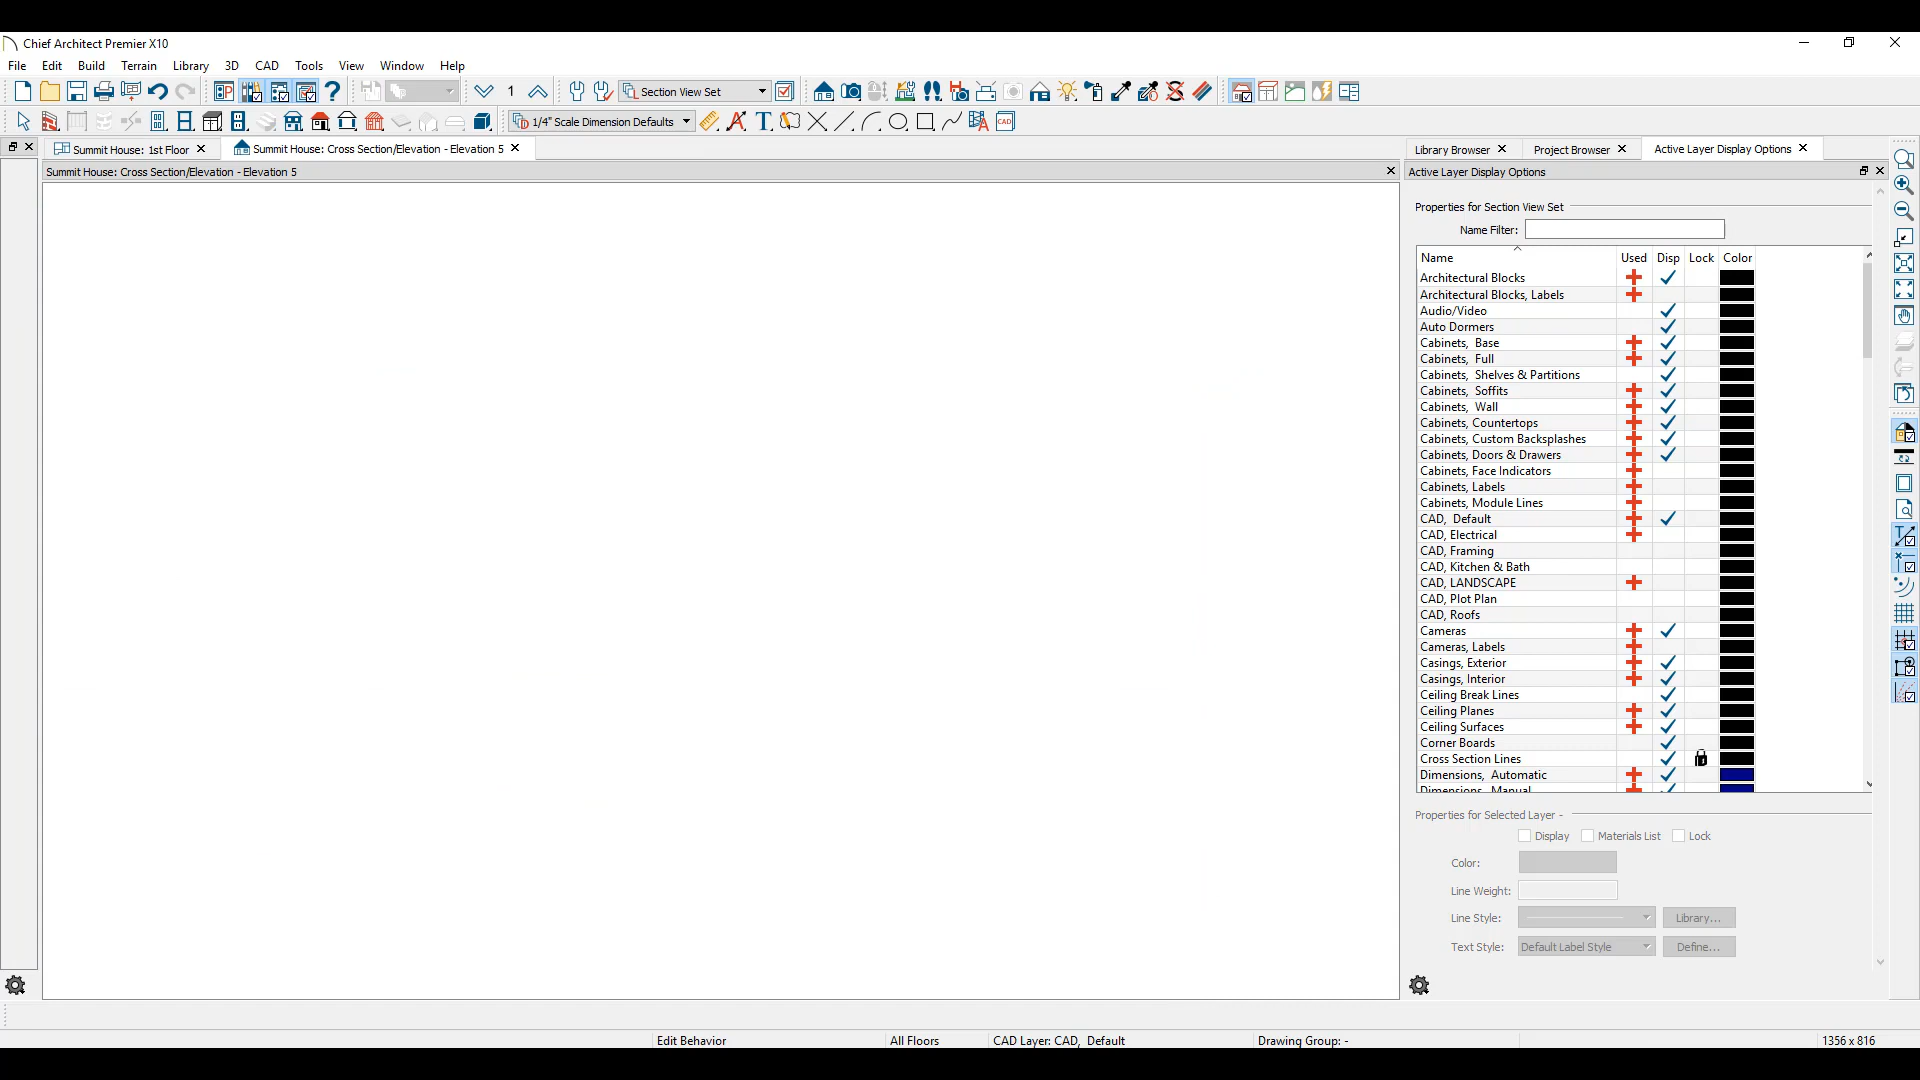 Chief Architect Premier X10
File Edit Build Terrain Library 3D CAD Tools View Window Help
1 Section View Set
1/4" Scale Dimension Defaults T CAD
Summit House: 1st Floor Summit House: Cross Section/Elevation - Elevation 5
Summit House: Cross Section/Elevation - Elevation 5
Library Browser Project Browser Active Layer Display Options
Active Layer Display Options
Properties for Section View Set
Name Filter:
Name Used Disp Lock Color
Architectural Blocks
Architectural Blocks, Labels
Audio/Video
Auto Dormers
Cabinets, Base
Cabinets, Full
Cabinets, Shelves & Partitions
Cabinets, Soffits
Cabinets, Wall
Cabinets, Countertops
Cabinets, Custom Backsplashes
Cabinets, Doors & Drawers
Cabinets, Face Indicators
Cabinets, Labels
Cabinets, Module Lines
CAD, Default
CAD, Electrical
CAD, Framing
CAD, Kitchen & Bath
CAD, LANDSCAPE
CAD, Plot Plan
CAD, Roofs
Cameras
Cameras, Labels
Casings, Exterior
Casings, Interior
Ceiling Break Lines
Ceiling Planes
Ceiling Surfaces
Corner Boards
Cross Section Lines
Dimensions, Automatic
Dimensions, Manual
Properties for Selected Layer -
Display Materials List Lock
Color:
Line Weight:
Line Style: Library...
Text Style: Default Label Style Define...
Edit Behavior All Floors CAD Layer: CAD, Default Drawing Group: - 1356 x 816